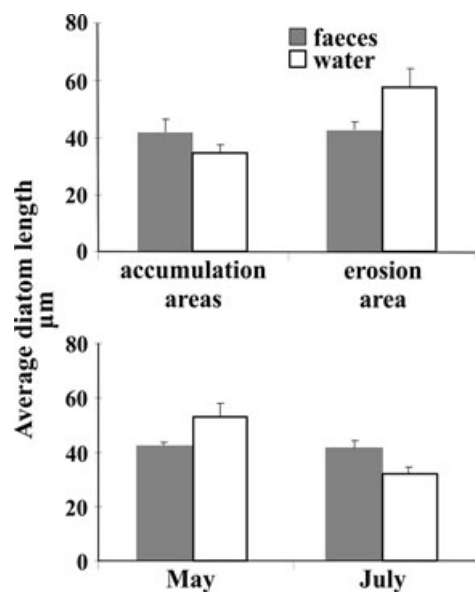 80
faeces
water
60
40
20
0
accumulation areas
erosion area
Average diatom length
µm
80
60
40
20
0
May
July